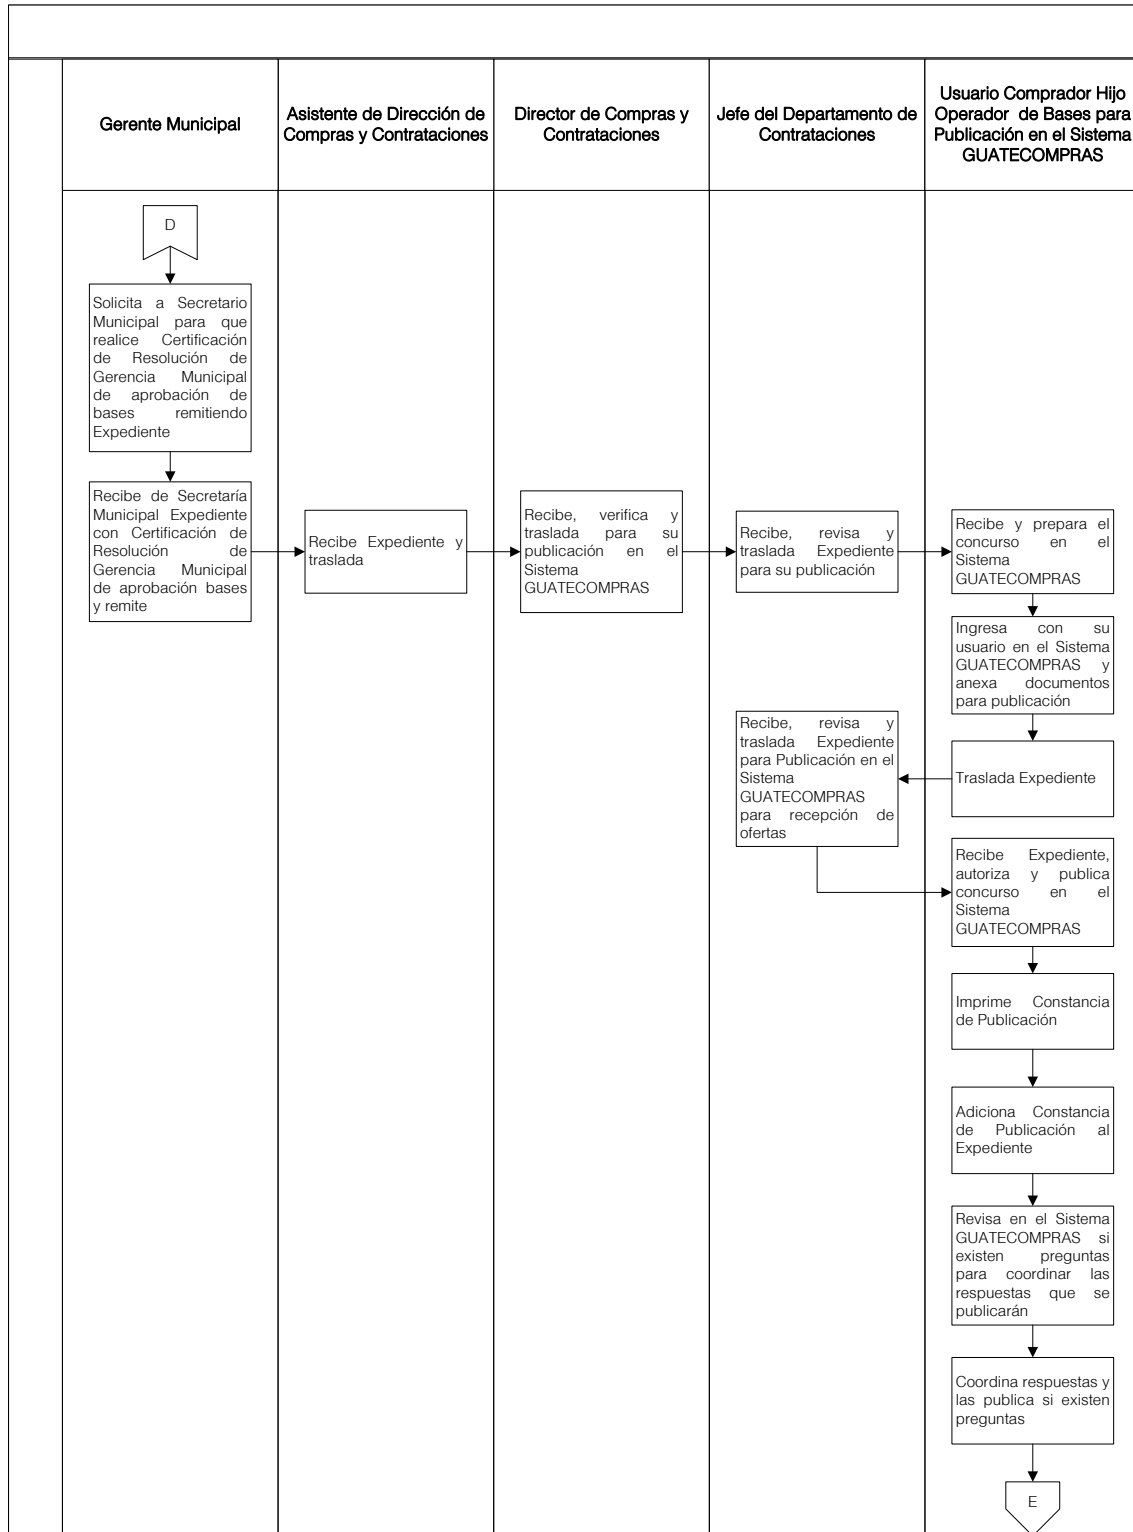 Gerente Municipal
Asistente de Dirección de
Compras y Contrataciones
Director de Compras y
Contrataciones
Jefe del Departamento de
Contrataciones
Usuario Comprador Hijo
Operador de Bases para
Publicación en el Sistema
GUATECOMPRAS
D
Solicita a Secretario
Municipal para que
realice Certificación
de Resolución de
Gerencia Municipal
de aprobación de
bases remitiendo
Expediente
Recibe de Secretaría
Municipal Expediente
con Certificación de
Resolución de
Gerencia Municipal
de aprobación bases
y remite
Recibe Expediente y
traslada
Recibe, verifica y
traslada para su
publicación en el
Sistema
GUATECOMPRAS
Recibe, revisa y
traslada Expediente
para su publicación
Recibe y prepara el
concurso en el
Sistema
GUATECOMPRAS
Ingresa con su
usuario en el Sistema
GUATECOMPRAS y
anexa documentos
para publicación
Traslada Expediente
Recibe, revisa y
traslada Expediente
para Publicación en el
Sistema
GUATECOMPRAS
para recepción de
ofertas
Recibe Expediente,
autoriza y publica
concurso en el
Sistema
GUATECOMPRAS
Imprime Constancia
de Publicación
Adiciona Constancia
de Publicación al
Expediente
Revisa en el Sistema
GUATECOMPRAS si
existen preguntas
para coordinar las
respuestas que se
publicarán
Coordina respuestas y
las publica si existen
preguntas
E